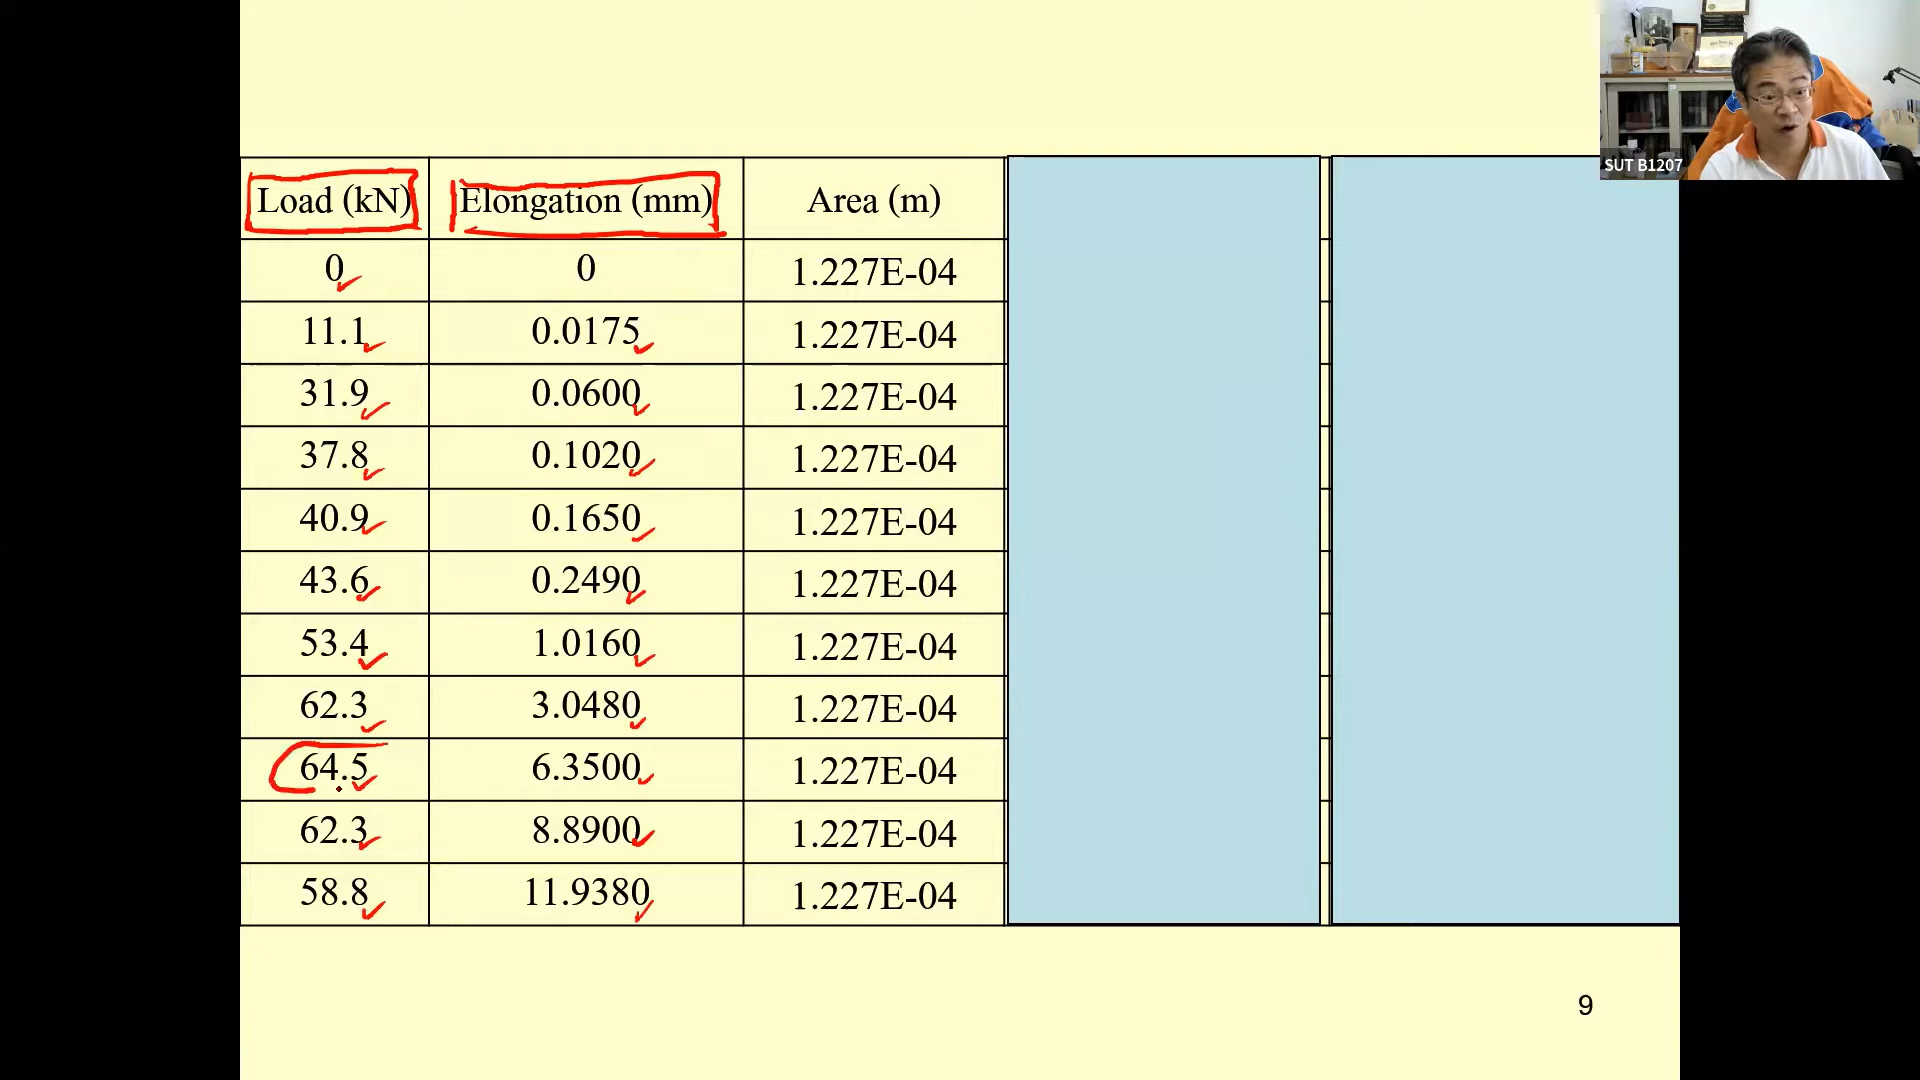 SUT B1207
Load (kN) Elongation (mm) Area (m)
0 0 1.227E-04
11.1 0.0175 1.227E-04
31.9 0.0600 1.227E-04
37.8 0.1020 1.227E-04
40.9 0.1650 1.227E-04
43.6 0.2490 1.227E-04
53.4 1.0160 1.227E-04
62.3 3.0480 1.227E-04
64.5 6.3500 1.227E-04
62.3 8.8900 1.227E-04
58.8 11.9380 1.227E-04
9